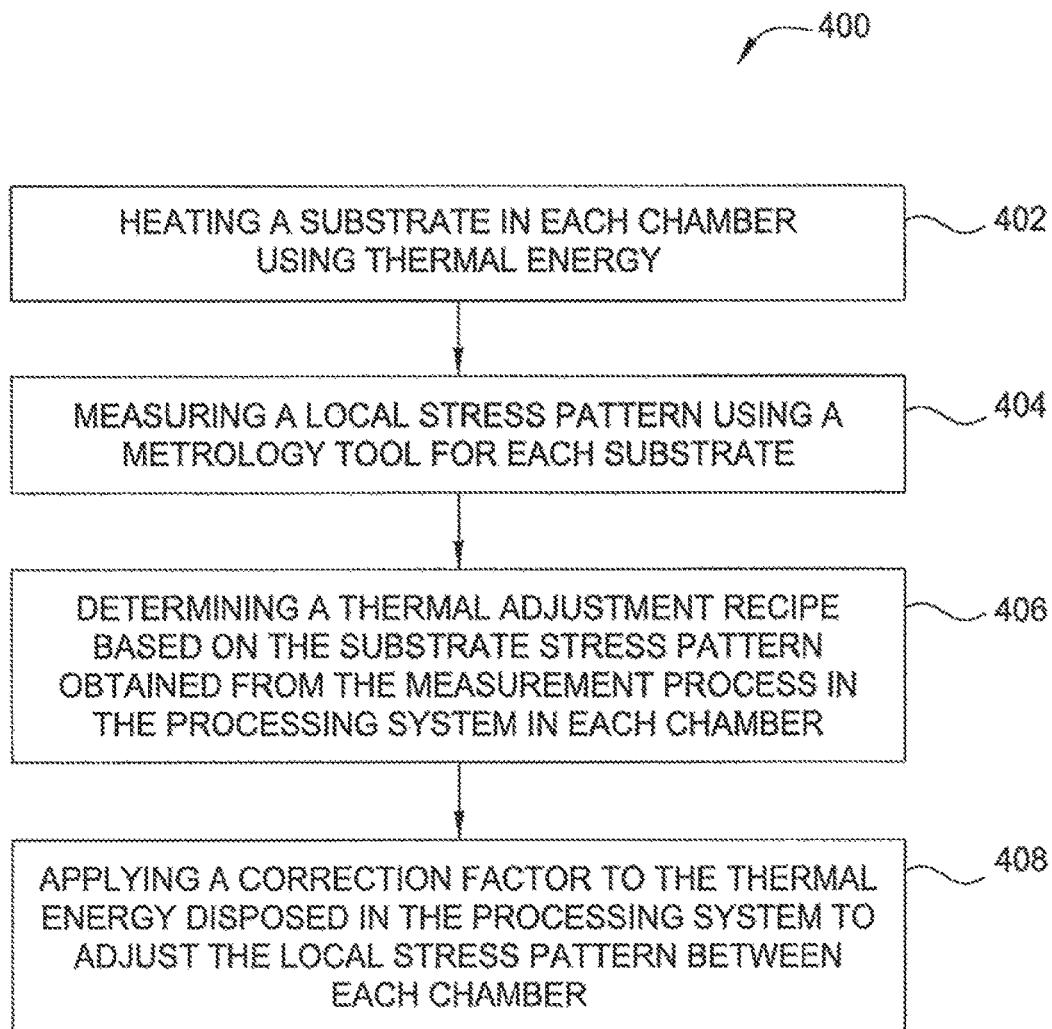 400
HEATING A SUBSTRATE IN EACH CHAMBER
USING THERMAL ENERGY
402
MEASURING A LOCAL STRESS PATTERN USING A
METROLOGY TOOL FOR EACH SUBSTRATE
404
DETERMINING A THERMAL ADJUSTMENT RECIPE
BASED ON THE SUBSTRATE STRESS PATTERN
OBTAINED FROM THE MEASUREMENT PROCESS IN
THE PROCESSING SYSTEM IN EACH CHAMBER
406
APPLYING A CORRECTION FACTOR TO THE THERMAL
ENERGY DISPOSED IN THE PROCESSING SYSTEM TO
ADJUST THE LOCAL STRESS PATTERN BETWEEN
EACH CHAMBER
408